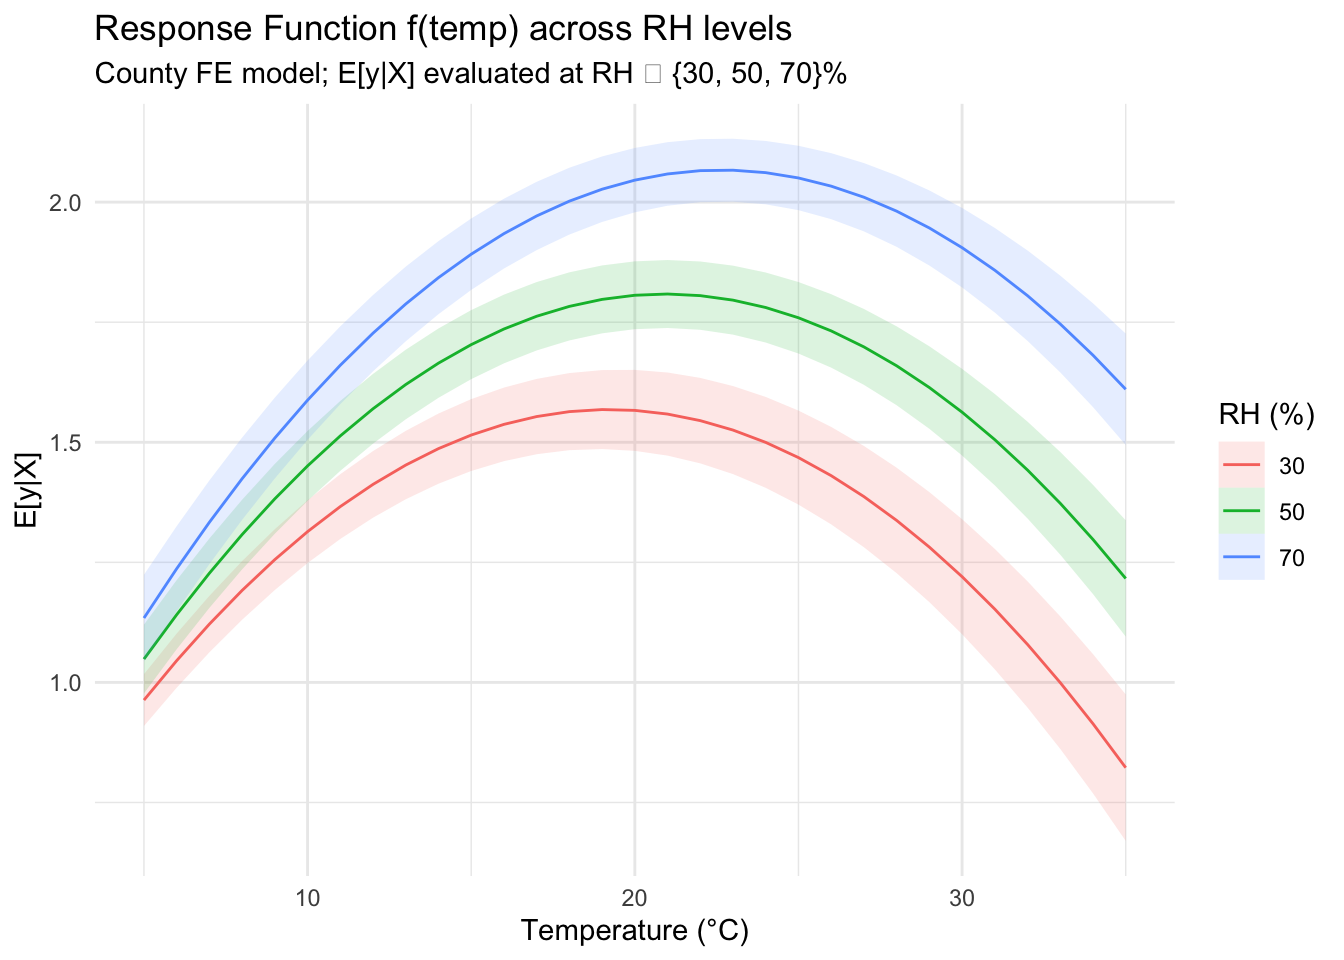 Response Function f(temp) across RH levels
County FE model; E[y|X] evaluated at RH □ {30, 50, 70}%
E[y|X]
2.0
1.5
1.0
10
20
30
Temperature (°C)
RH (%)
30
50
70